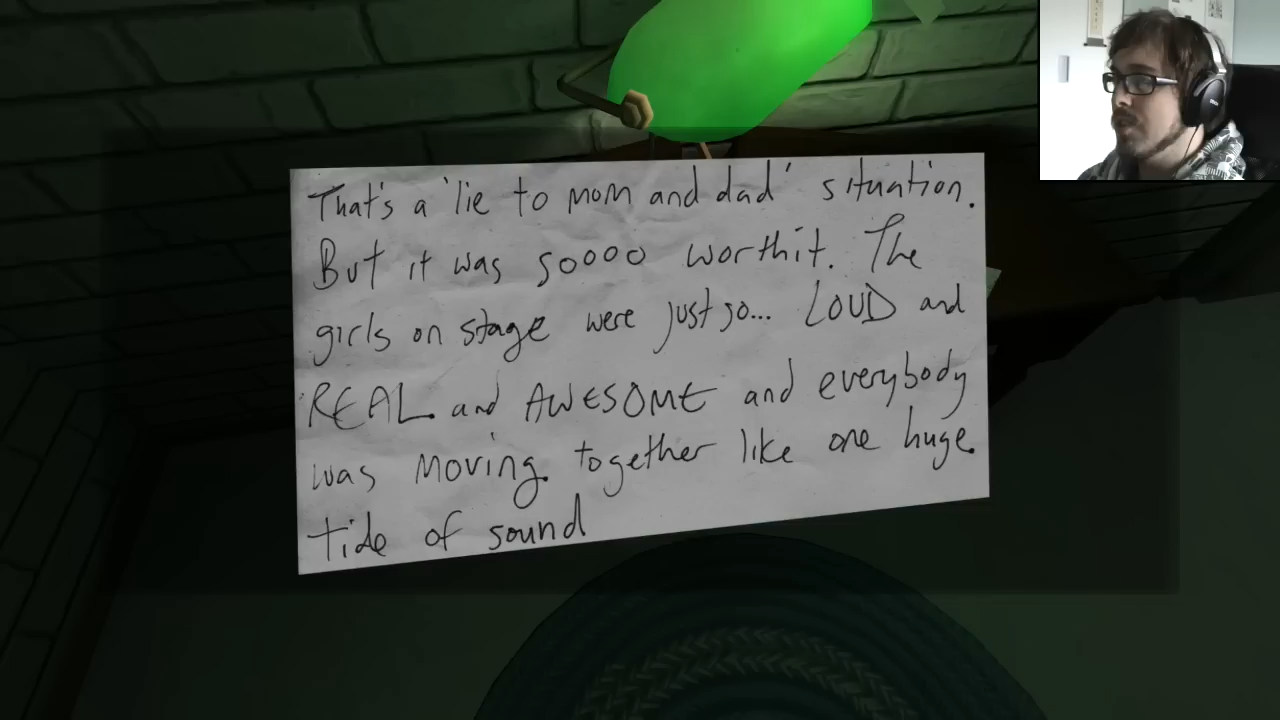 That's a 'lie to mom and dad' situation.
But it was soooo worthit. The
girls on stage were just so... LOUD and
REAL and AWESOME and everybody
was moving together like one huge
tide of sound